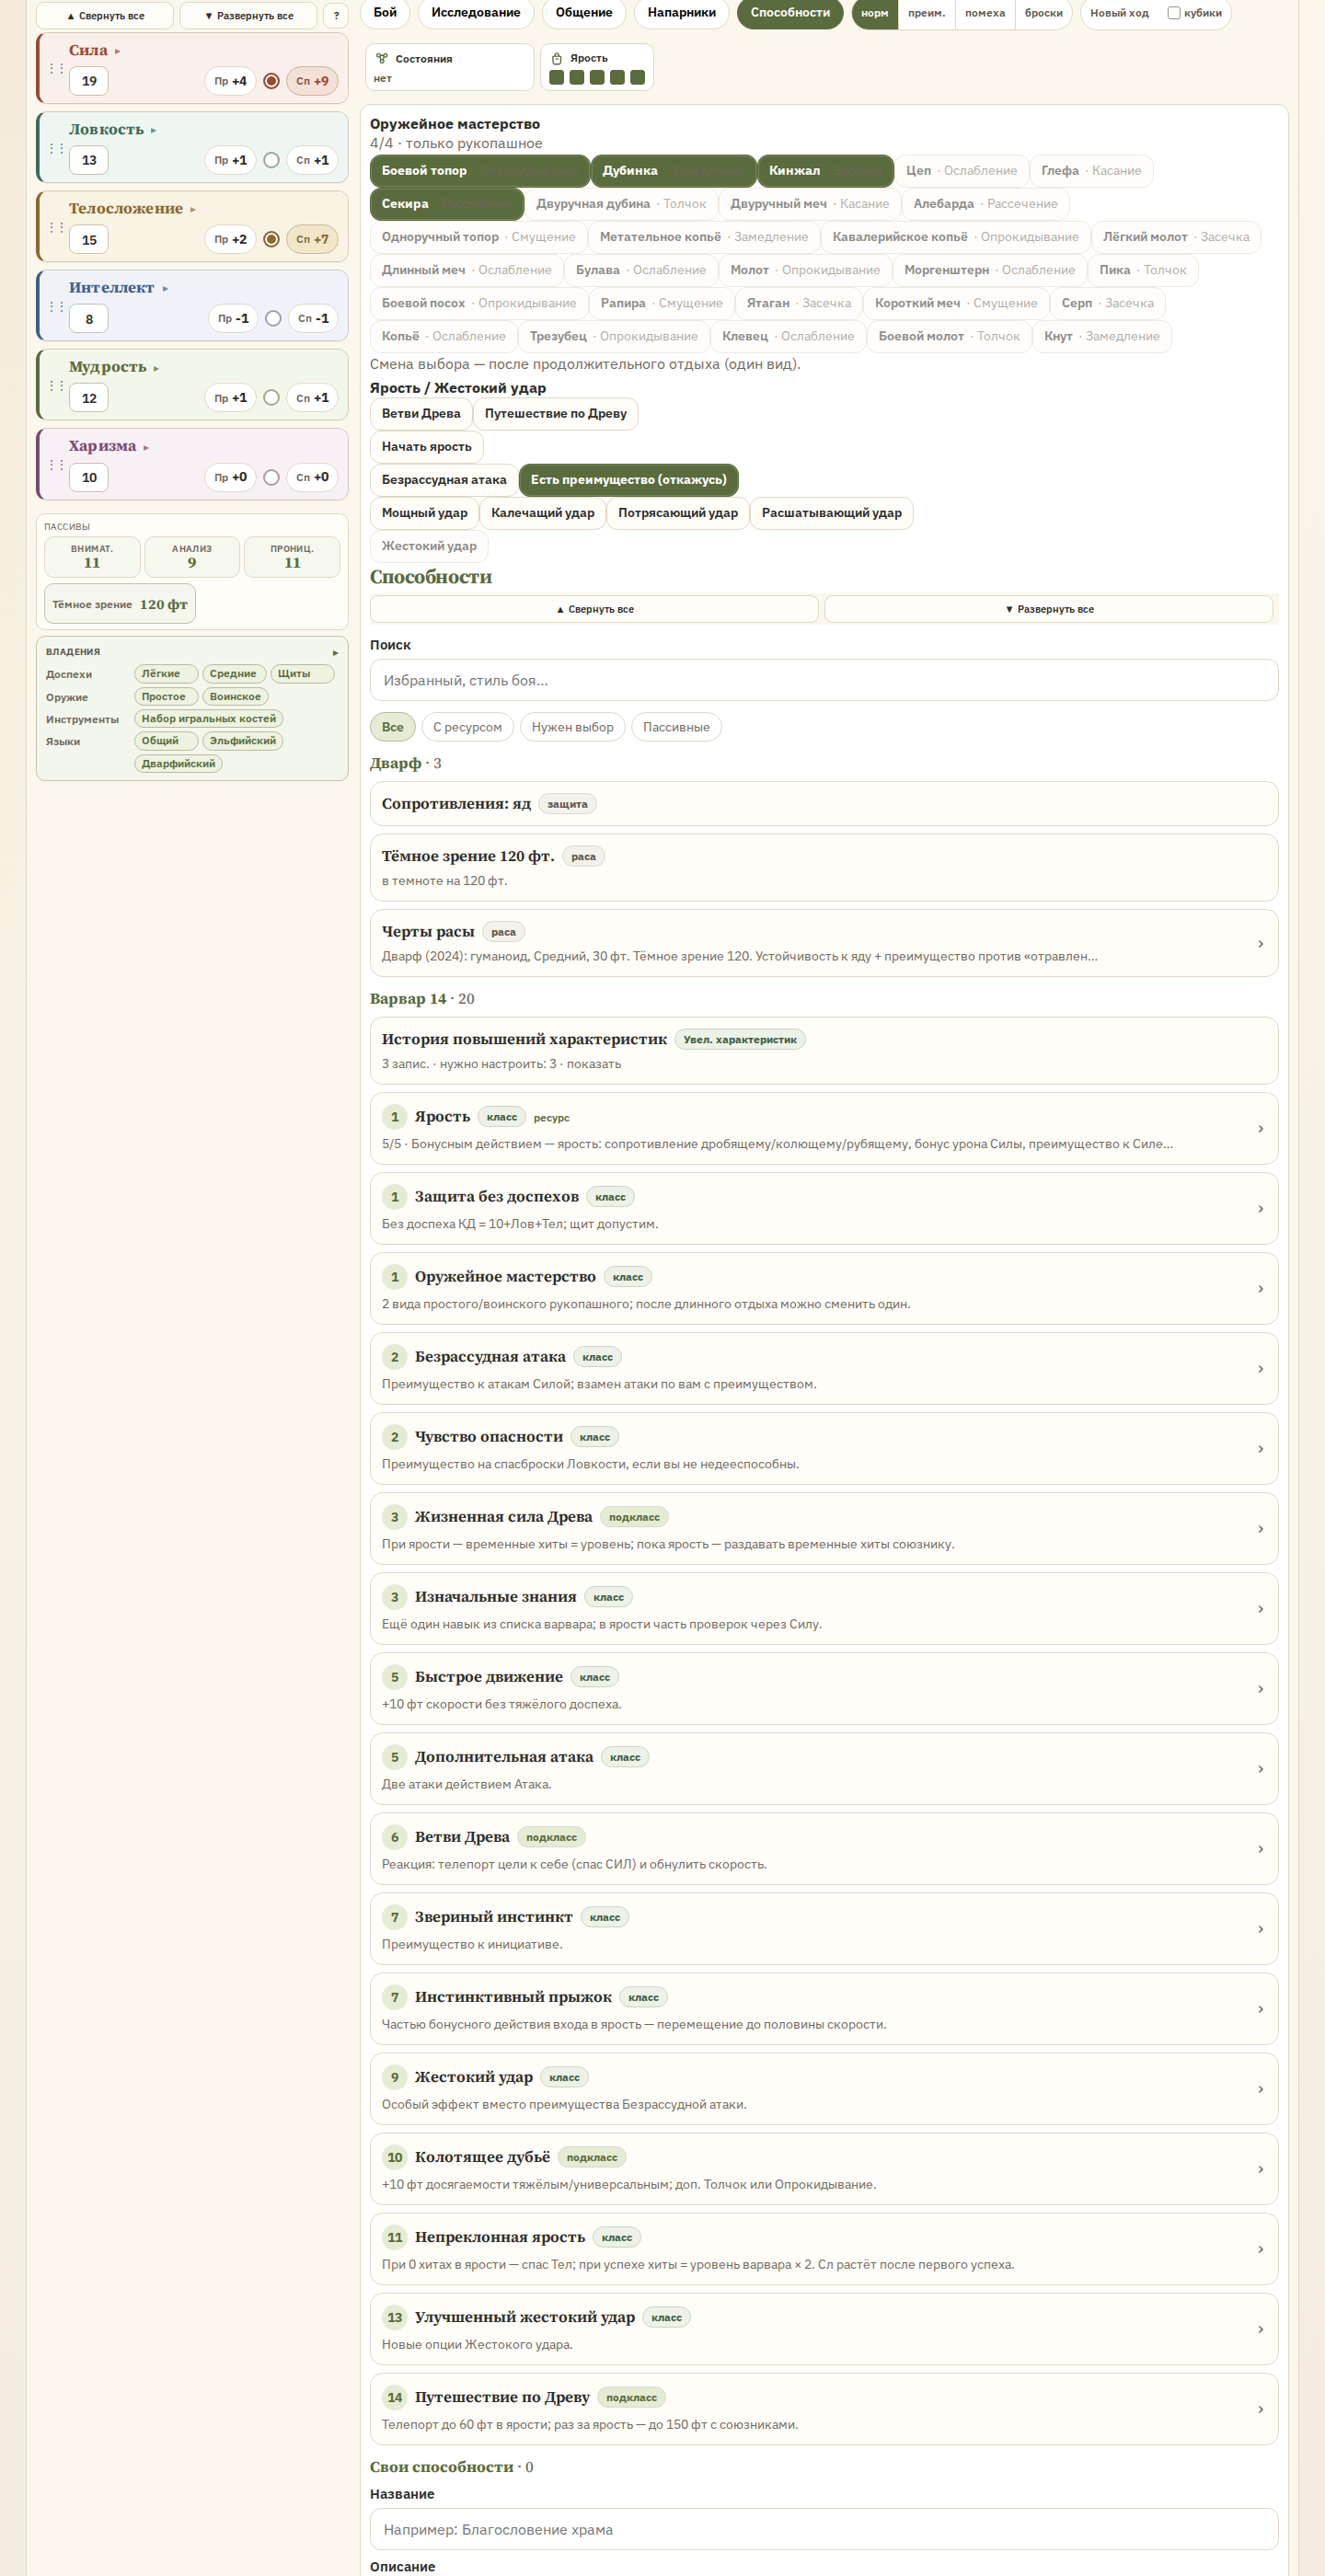 ▲ Свернуть все ▼ Развернуть все ?
Сила ▸
19 Пр +4 Сп +9
Ловкость ▸
13 Пр +1 Сп +1
Телосложение ▸
15 Пр +2 Сп +7
Интеллект ▸
8 Пр -1 Сп -1
Мудрость ▸
12 Пр +1 Сп +1
Харизма ▸
10 Пр +0 Сп +0
ПАССИВЫ
ВНИМАТ. АНАЛИЗ ПРОНИЦ.
11 9 11
Тёмное зрение 120 фт
ВЛАДЕНИЯ ▸
Доспехи Лёгкие Средние Щиты
Оружие Простое Воинское
Инструменты Набор игральных костей
Языки Общий Эльфийский
Дварфийский
Бой Исследование Общение Напарники Способности норм преим. помеха броски Новый ход кубики
Состояния
нет
Ярость
Оружейное мастерство
4/4 · только рукопашное
Боевой топор Опрокидывание Дубинка Замедление Кинжал Засечка Цеп · Ослабление Глефа · Касание
Секира Рассечение Двуручная дубина · Толчок Двуручный меч · Касание Алебарда · Рассечение
Одноручный топор · Смущение Метательное копьё · Замедление Кавалерийское копьё · Опрокидывание Лёгкий молот · Засечка
Длинный меч · Ослабление Булава · Ослабление Молот · Опрокидывание Моргенштерн · Ослабление Пика · Толчок
Боевой посох · Опрокидывание Рапира · Смущение Ятаган · Засечка Короткий меч · Смущение Серп · Засечка
Копьё · Ослабление Трезубец · Опрокидывание Клевец · Ослабление Боевой молот · Толчок Кнут · Замедление
Смена выбора — после продолжительного отдыха (один вид).
Ярость / Жестокий удар
Ветви Древа Путешествие по Древу
Начать ярость
Безрассудная атака Есть преимущество (откажусь)
Мощный удар Калечащий удар Потрясающий удар Расшатывающий удар
Жестокий удар
Способности
▲ Свернуть все ▼ Развернуть все
Поиск
Избранный, стиль боя…
Все С ресурсом Нужен выбор Пассивные
Дварф · 3
Сопротивления: яд защита
Тёмное зрение 120 фт. раса
в темноте на 120 фт.
Черты расы раса
Дварф (2024): гуманоид, Средний, 30 фт. Тёмное зрение 120. Устойчивость к яду + преимущество против «отравлен… ›
Варвар 14 · 20
История повышений характеристик Увел. характеристик
3 запис. · нужно настроить: 3 · показать
1 Ярость класс ресурс
5/5 · Бонусным действием — ярость: сопротивление дробящему/колющему/рубящему, бонус урона Силы, преимущество к Силе… ›
1 Защита без доспехов класс
Без доспеха КД = 10+Лов+Тел; щит допустим. ›
1 Оружейное мастерство класс
2 вида простого/воинского рукопашного; после длинного отдыха можно сменить один. ›
2 Безрассудная атака класс
Преимущество к атакам Силой; взамен атаки по вам с преимуществом. ›
2 Чувство опасности класс
Преимущество на спасброски Ловкости, если вы не недееспособны. ›
3 Жизненная сила Древа подкласс
При ярости — временные хиты = уровень; пока ярость — раздавать временные хиты союзнику. ›
3 Изначальные знания класс
Ещё один навык из списка варвара; в ярости часть проверок через Силу. ›
5 Быстрое движение класс
+10 фт скорости без тяжёлого доспеха. ›
5 Дополнительная атака класс
Две атаки действием Атака. ›
6 Ветви Древа подкласс
Реакция: телепорт цели к себе (спас СИЛ) и обнулить скорость. ›
7 Звериный инстинкт класс
Преимущество к инициативе. ›
7 Инстинктивный прыжок класс
Частью бонусного действия входа в ярость — перемещение до половины скорости. ›
9 Жестокий удар класс
Особый эффект вместо преимущества Безрассудной атаки. ›
10 Колотящее дубьё подкласс
+10 фт досягаемости тяжёлым/универсальным; доп. Толчок или Опрокидывание. ›
11 Непреклонная ярость класс
При 0 хитах в ярости — спас Тел; при успехе хиты = уровень варвара × 2. Сл растёт после первого успеха. ›
13 Улучшенный жестокий удар класс
Новые опции Жестокого удара. ›
14 Путешествие по Древу подкласс
Телепорт до 60 фт в ярости; раз за ярость — до 150 фт с союзниками. ›
Свои способности · 0
Название
Например: Благословение храма
Описание